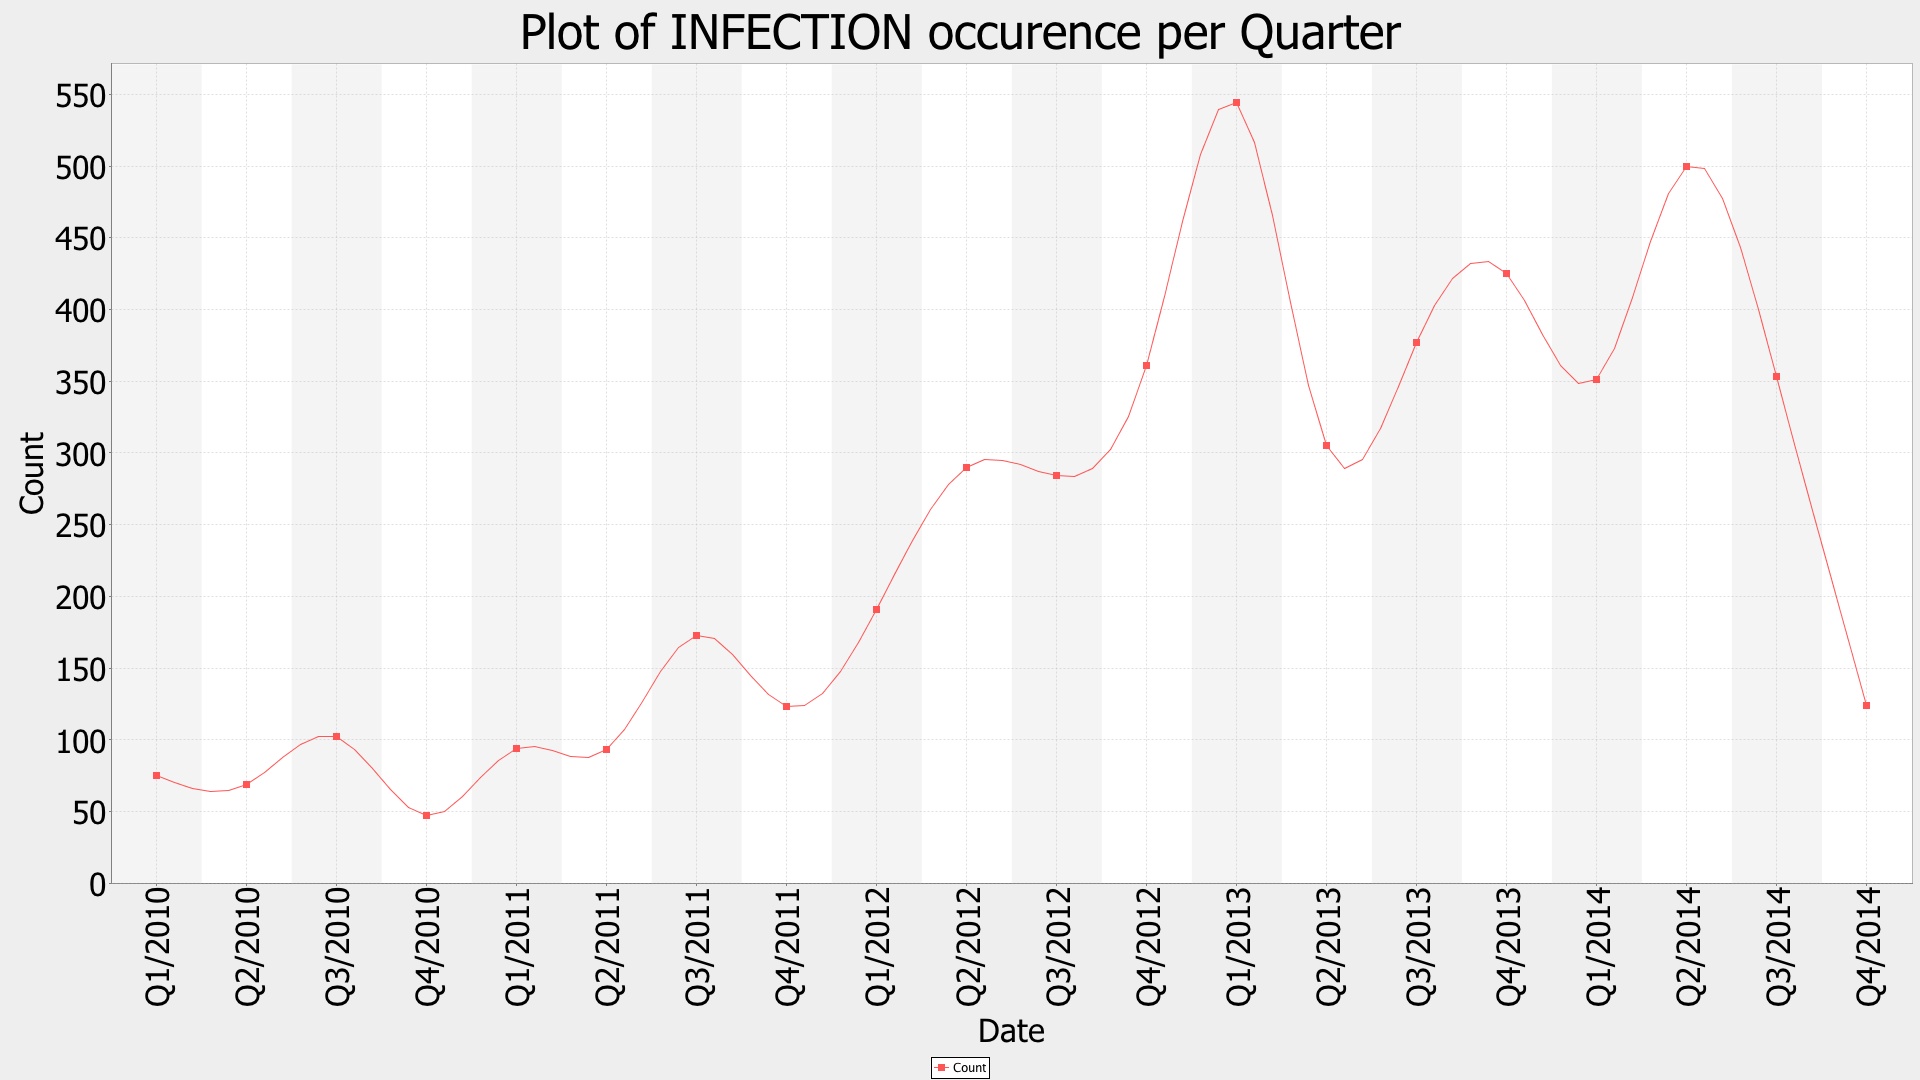 Plot of INFECTION occurence per Quarter
550
500
450
400
350
300
250
200
150
100
50
0
Count
Q1/2010
Q2/2010
Q3/2010
Q4/2010
Q1/2011
Q2/2011
Q3/2011
Q4/2011
Q1/2012
Q2/2012
Q3/2012
Q4/2012
Q1/2013
Q2/2013
Q3/2013
Q4/2013
Q1/2014
Q2/2014
Q3/2014
Q4/2014
Date
Count